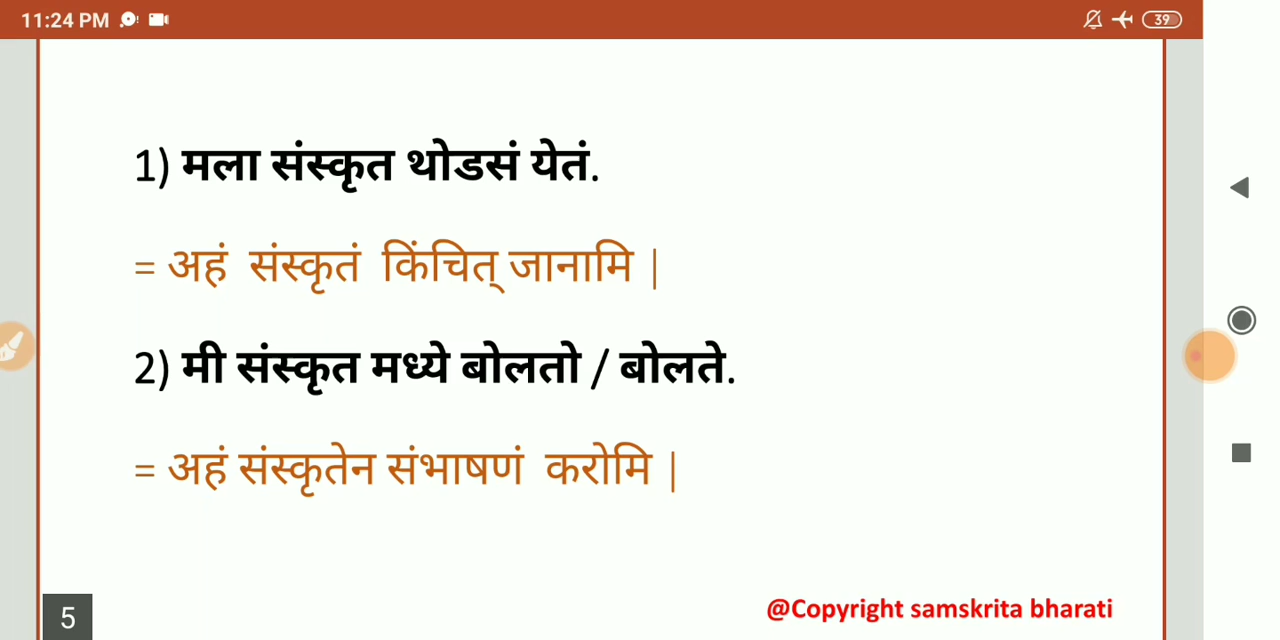 11:24 PM
39
1) मला संस्कृत थोडसं येतं.
= अहं संस्कृतं किंचित् जानामि |
2) मी संस्कृत मध्ये बोलतो / बोलते.
= अहं संस्कृतेन संभाषणं करोमि |
@Copyright samskrita bharati
5